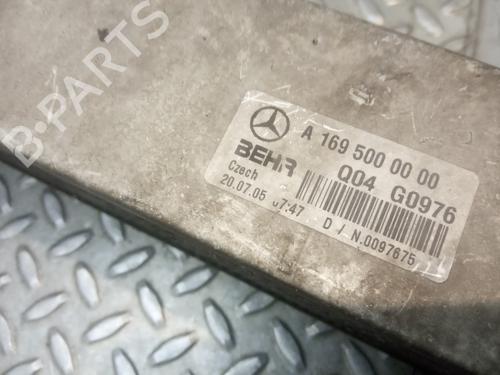 B-PARTS
A 169 500 00 00
BEHR
Q04 G0976
Czech
20.07.05 07:47
D / N.0097675